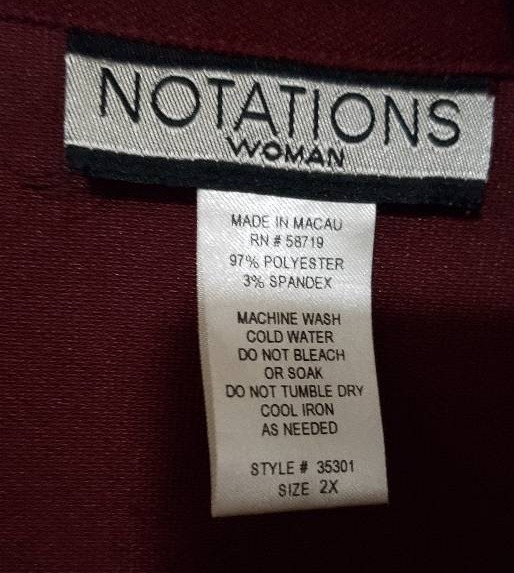 NOTATIONS
WOMAN
MADE IN MACAU
RN # 58719
97% POLYESTER
3% SPANDEX
MACHINE WASH
COLD WATER
DO NOT BLEACH
OR SOAK
DO NOT TUMBLE DRY
COOL IRON
AS NEEDED
STYLE # 35301
SIZE 2X